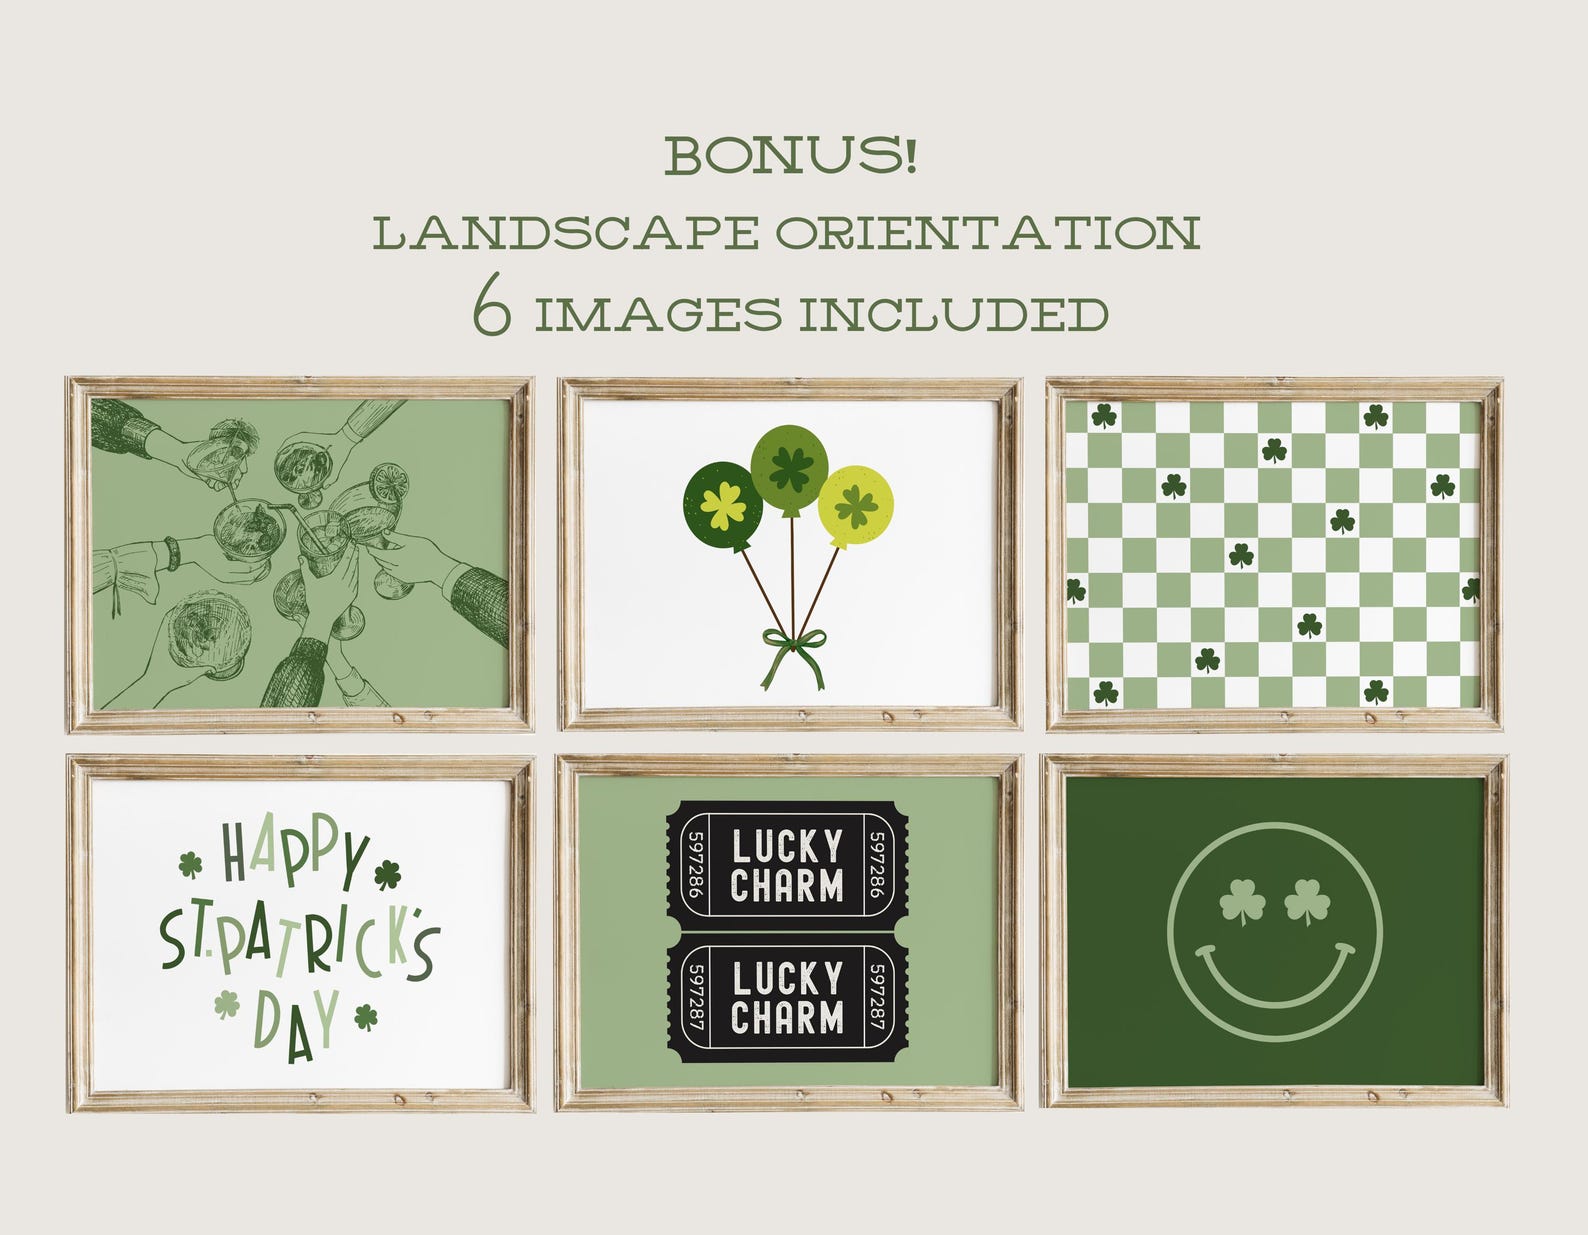 BONUS!
LANDSCAPE ORIENTATION
6 IMAGES INCLUDED
HAPPY
ST.PATRICK'S
DAY
597286
LUCKY
CHARM
597286
597287
LUCKY
CHARM
597287